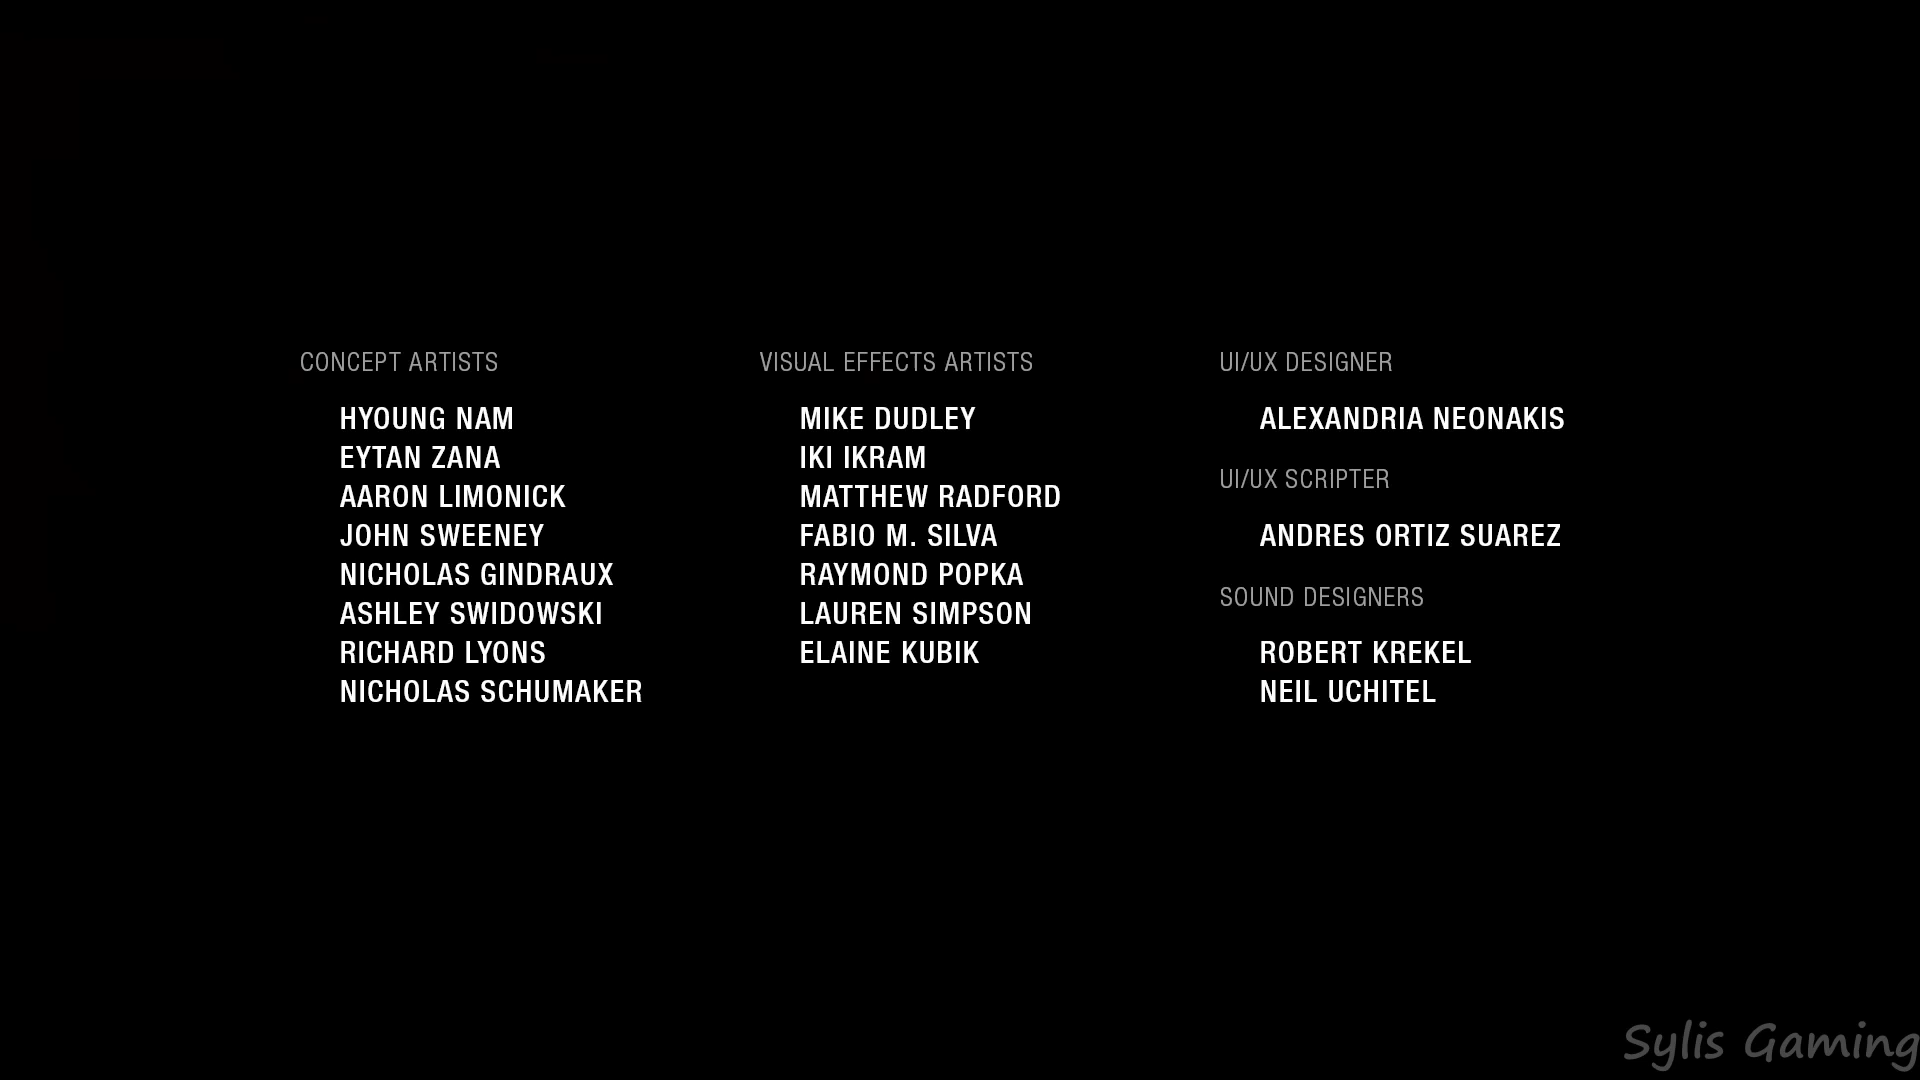 CONCEPT ARTISTS
HYOUNG NAM
EYTAN ZANA
AARON LIMONICK
JOHN SWEENEY
NICHOLAS GINDRAUX
ASHLEY SWIDOWSKI
RICHARD LYONS
NICHOLAS SCHUMAKER
VISUAL EFFECTS ARTISTS
MIKE DUDLEY
IKI IKRAM
MATTHEW RADFORD
FABIO M. SILVA
RAYMOND POPKA
LAUREN SIMPSON
ELAINE KUBIK
UI/UX DESIGNER
ALEXANDRIA NEONAKIS
UI/UX SCRIPTER
ANDRES ORTIZ SUAREZ
SOUND DESIGNERS
ROBERT KREKEL
NEIL UCHITEL
Sylis Gaming